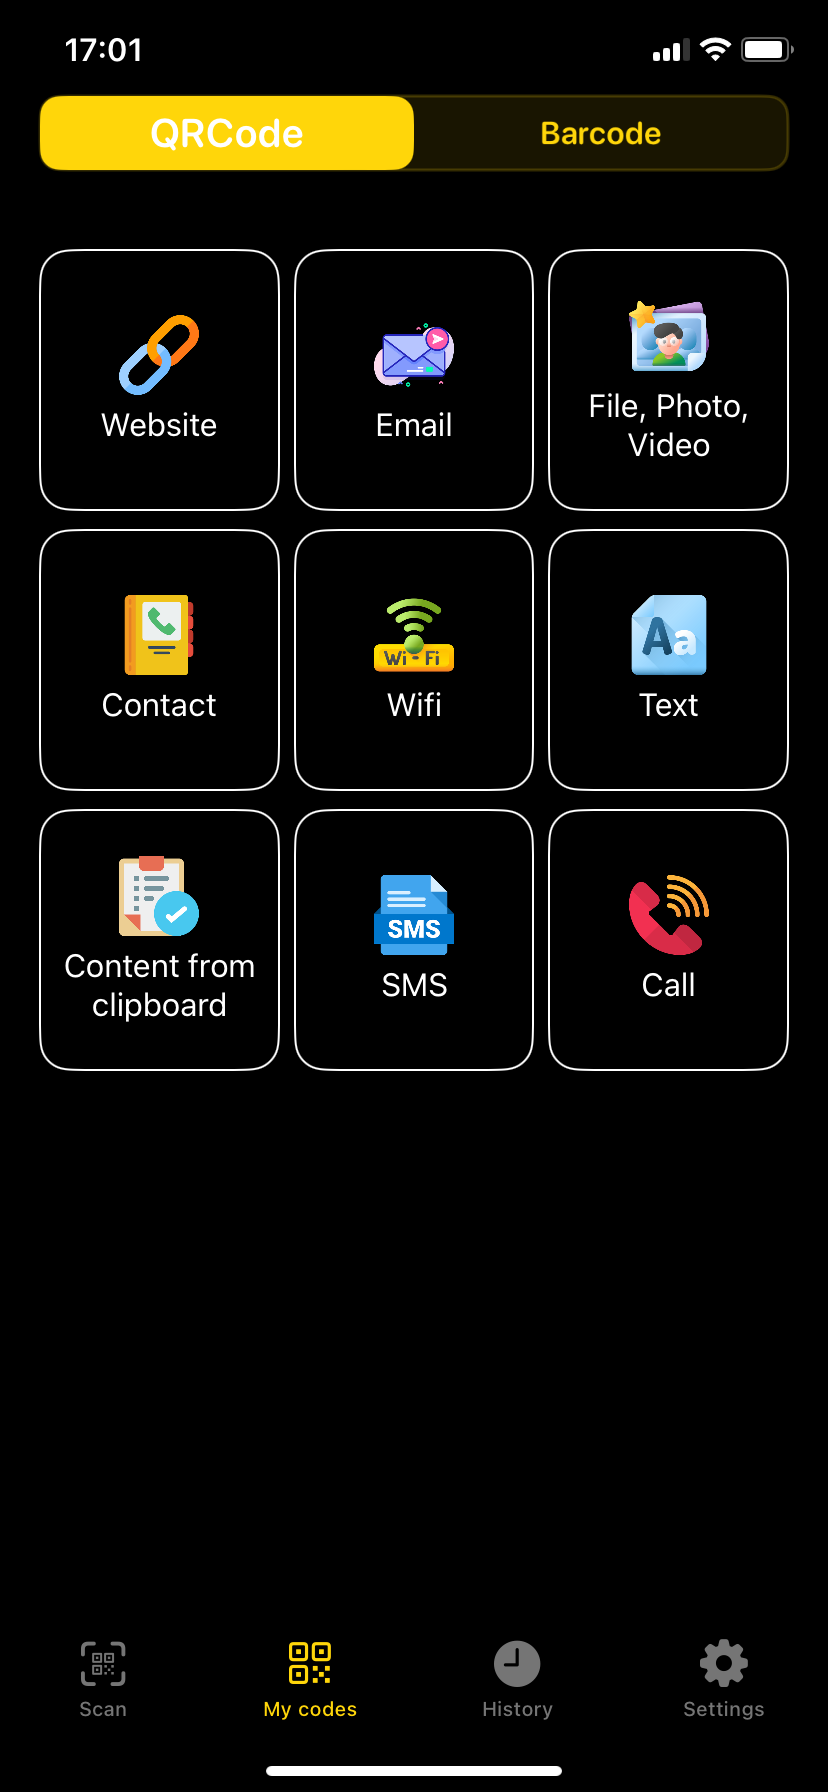 17:01
QRCode
Barcode
Website
Email
File, Photo,
Video
Contact
Wi-Fi
Wifi
Aa
Text
Content from
clipboard
SMS
SMS
Call
Scan
My codes
History
Settings